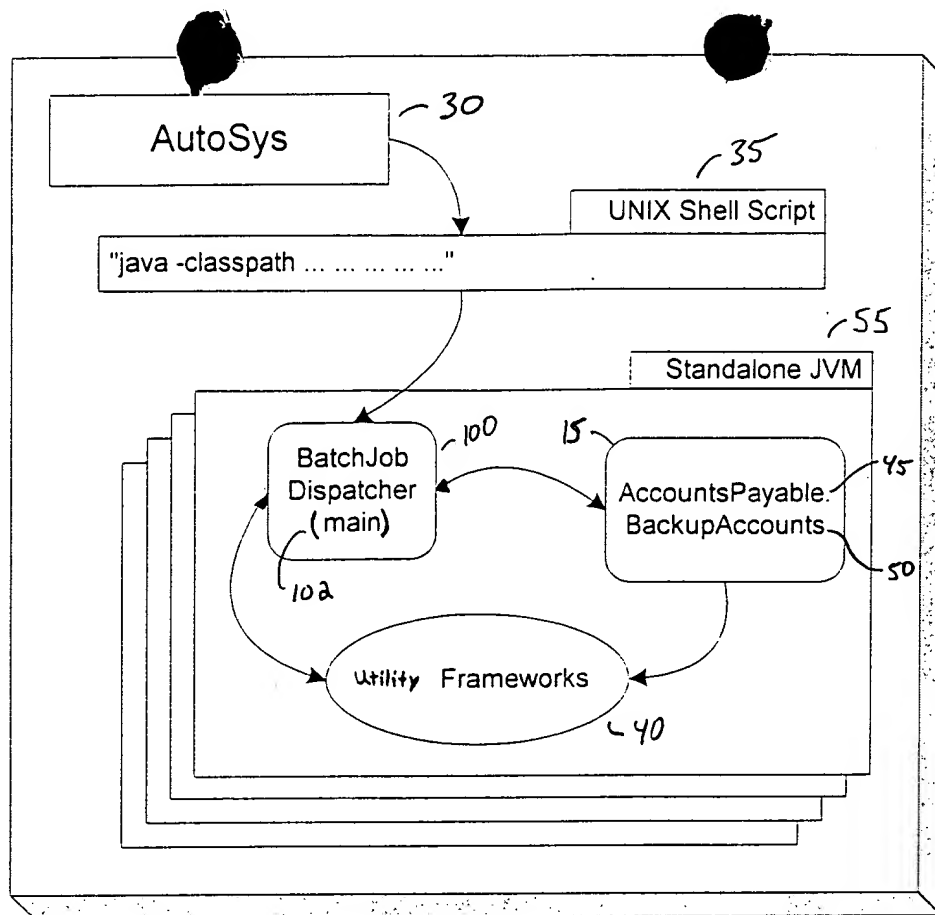 AutoSys
30
35
UNIX Shell Script
"java -classpath ... ... ... ... ..."
55
Standalone JVM
BatchJob
Dispatcher
(main)
100
102
15
AccountsPayable.
BackupAccounts
45
50
Utility Frameworks
40